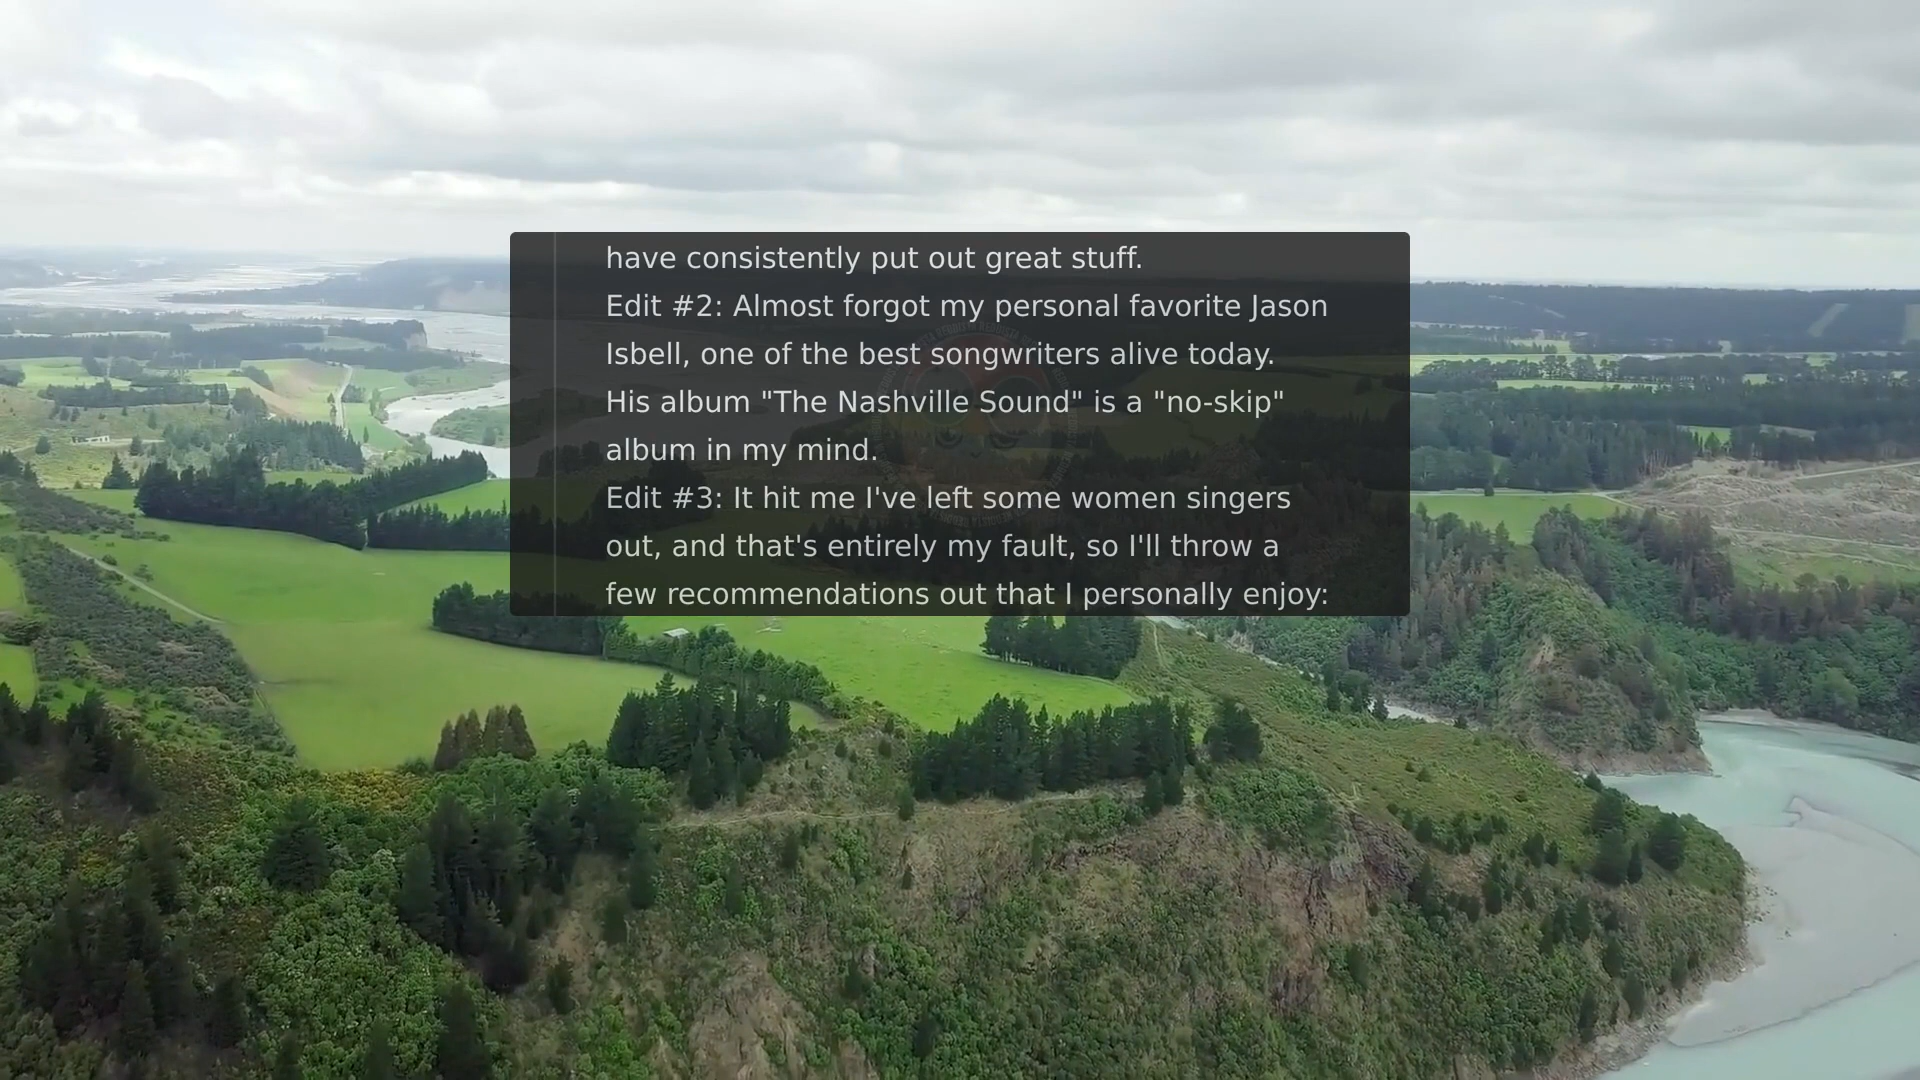 have consistently put out great stuff.
Edit #2: Almost forgot my personal favorite Jason
Isbell, one of the best songwriters alive today.
His album "The Nashville Sound" is a "no-skip"
album in my mind.
Edit #3: It hit me I've left some women singers
out, and that's entirely my fault, so I'll throw a
few recommendations out that I personally enjoy: